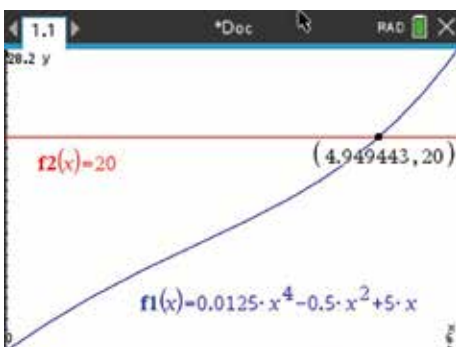 1.1 *Doc RAD
28.2 y
f2(x)=20
(4.949443,20)
f1(x)=0.0125·x⁴−0.5·x²+5·x
0
x
6